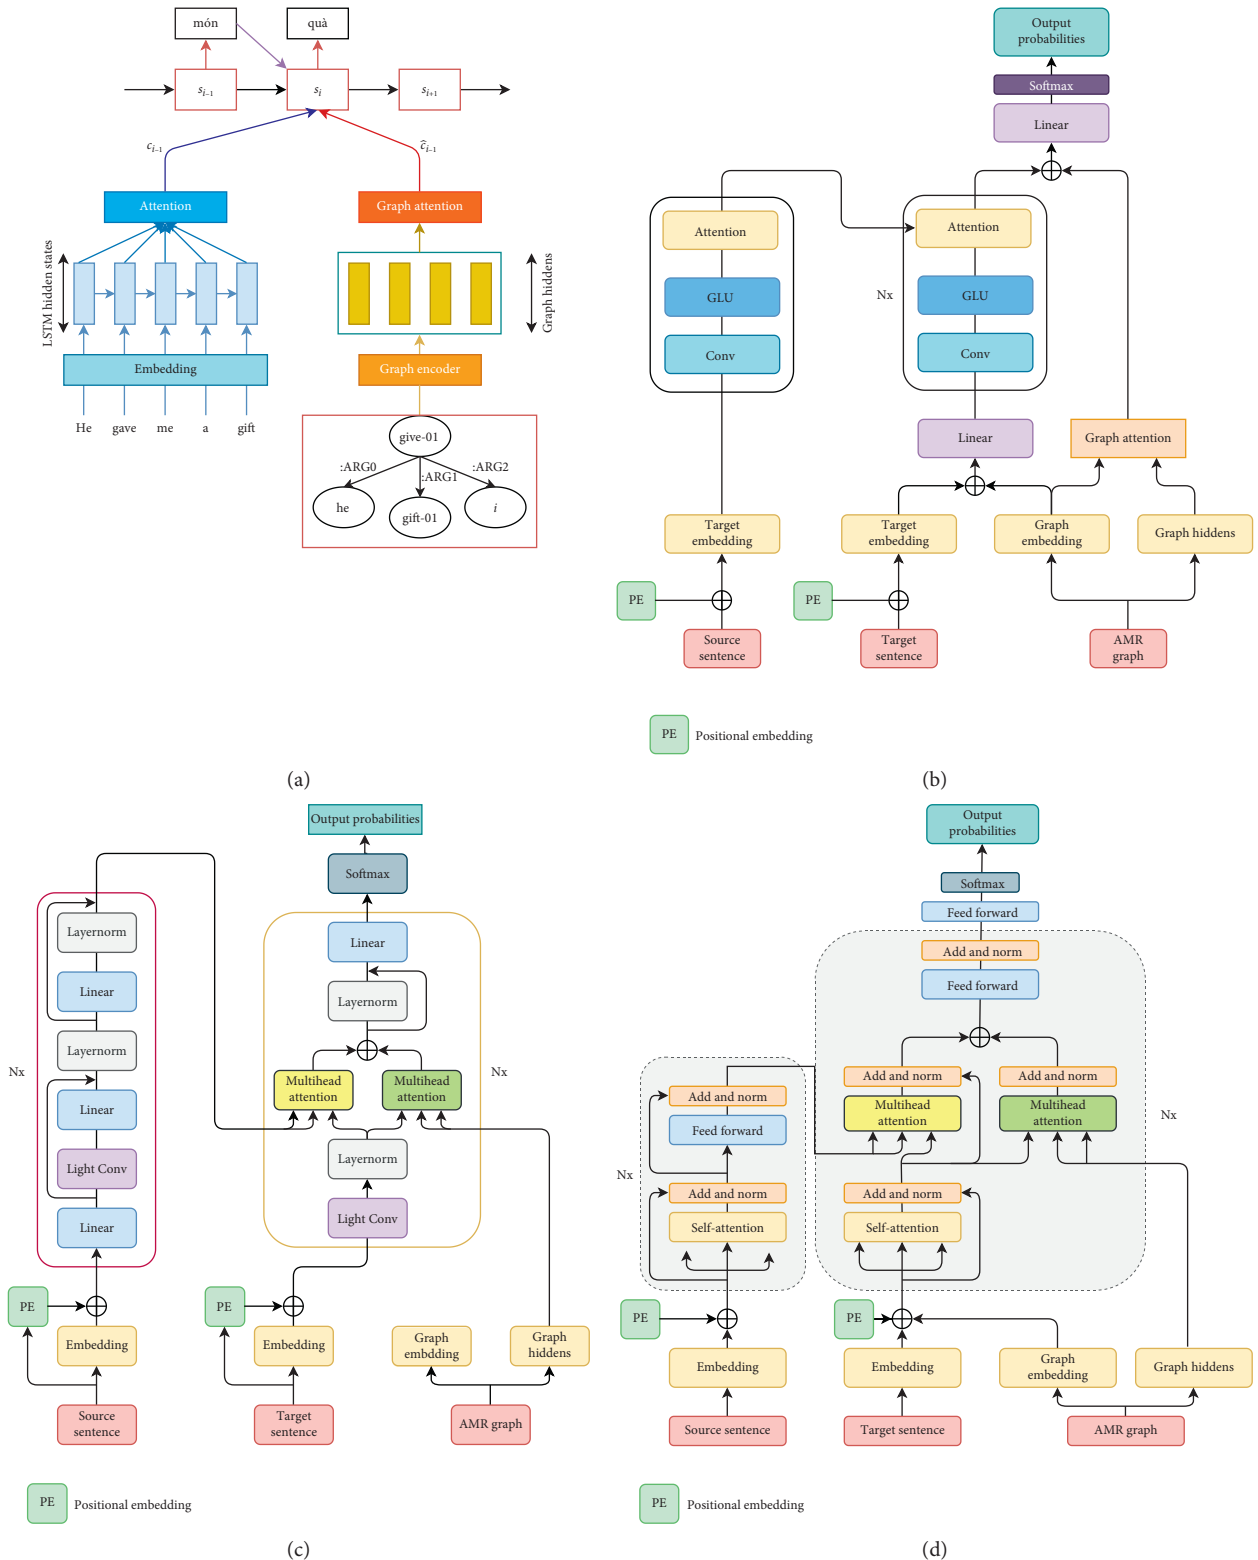 món
quà
s_{i-1}
s_i
s_{i+1}
c_{i-1}
ĉ_{i-1}
Attention
Graph attention
LSTM hidden states
Graph hiddens
Embedding
Graph encoder
He gave me a gift
give-01
:ARG0
:ARG1
:ARG2
he
gift-01
i
(a)
Output
probabilities
Softmax
Linear
Attention
GLU
Conv
Attention
GLU
Conv
Nx
Linear
Graph attention
Target
embedding
Target
embedding
Graph
embedding
Graph hiddens
PE
PE
Source
sentence
Target
sentence
AMR
graph
PE Positional embedding
(b)
Output probabilities
Softmax
Layernorm
Linear
Layernorm
Linear
Light Conv
Linear
Nx
Linear
Layernorm
Multihead
attention
Multihead
attention
Nx
Layernorm
Light Conv
PE
PE
Embedding
Embedding
Graph
embdding
Graph
hiddens
Source
sentence
Target
sentence
AMR graph
PE Positional embedding
(c)
Output
probabilities
Softmax
Feed forward
Add and norm
Feed forward
Add and norm
Feed forward
Add and norm
Self-attention
Nx
Add and norm
Add and norm
Multihead
attention
Multihead
attention
Nx
Add and norm
Self-attention
PE
PE
Embedding
Embedding
Graph
embedding
Graph hiddens
Source sentence
Target sentence
AMR graph
PE Positional embedding
(d)